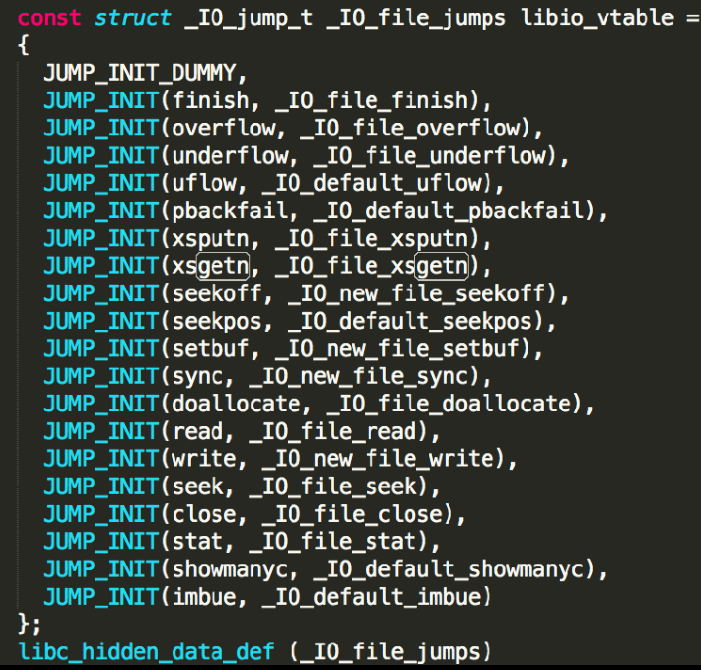 const struct _IO_jump_t _IO_file_jumps libio_vtable =
{
  JUMP_INIT_DUMMY,
  JUMP_INIT(finish, _IO_file_finish),
  JUMP_INIT(overflow, _IO_file_overflow),
  JUMP_INIT(underflow, _IO_file_underflow),
  JUMP_INIT(uflow, _IO_default_uflow),
  JUMP_INIT(pbackfail, _IO_default_pbackfail),
  JUMP_INIT(xsputn, _IO_file_xsputn),
  JUMP_INIT(xsgetn, _IO_file_xsgetn),
  JUMP_INIT(seekoff, _IO_new_file_seekoff),
  JUMP_INIT(seekpos, _IO_default_seekpos),
  JUMP_INIT(setbuf, _IO_new_file_setbuf),
  JUMP_INIT(sync, _IO_new_file_sync),
  JUMP_INIT(doallocate, _IO_file_doallocate),
  JUMP_INIT(read, _IO_file_read),
  JUMP_INIT(write, _IO_new_file_write),
  JUMP_INIT(seek, _IO_file_seek),
  JUMP_INIT(close, _IO_file_close),
  JUMP_INIT(stat, _IO_file_stat),
  JUMP_INIT(showmanyc, _IO_default_showmanyc),
  JUMP_INIT(imbue, _IO_default_imbue)
};
libc_hidden_data_def (_IO_file_jumps)